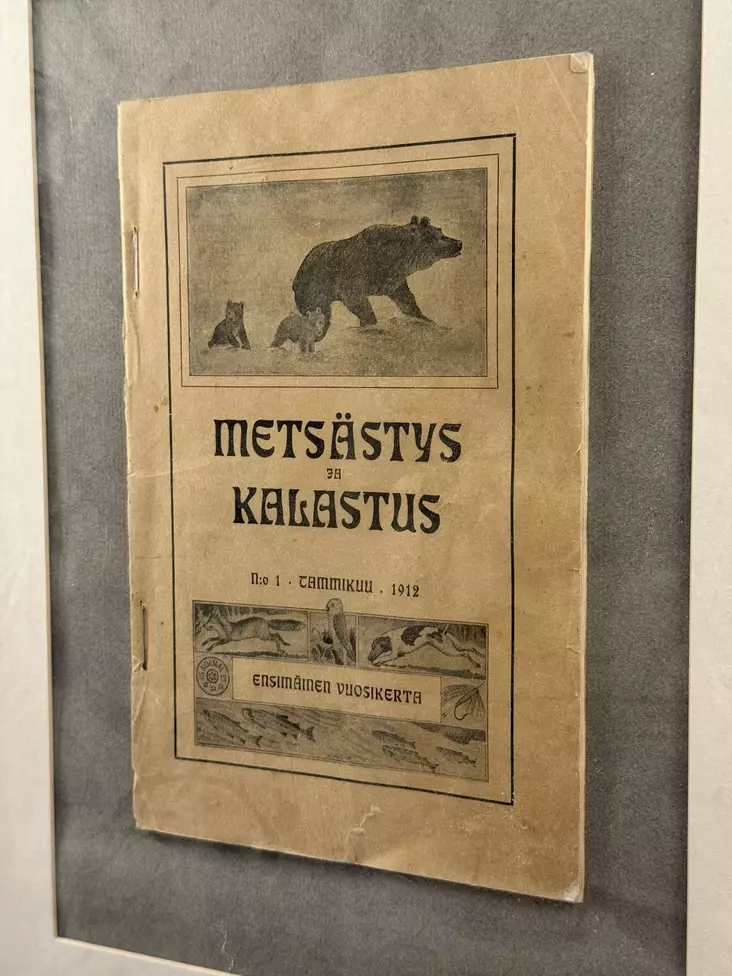 METSÄSTYS
JA
KALASTUS
N:o 1 · TAMMIKUU . 1912
ENSIMÄINEN VUOSIKERTA